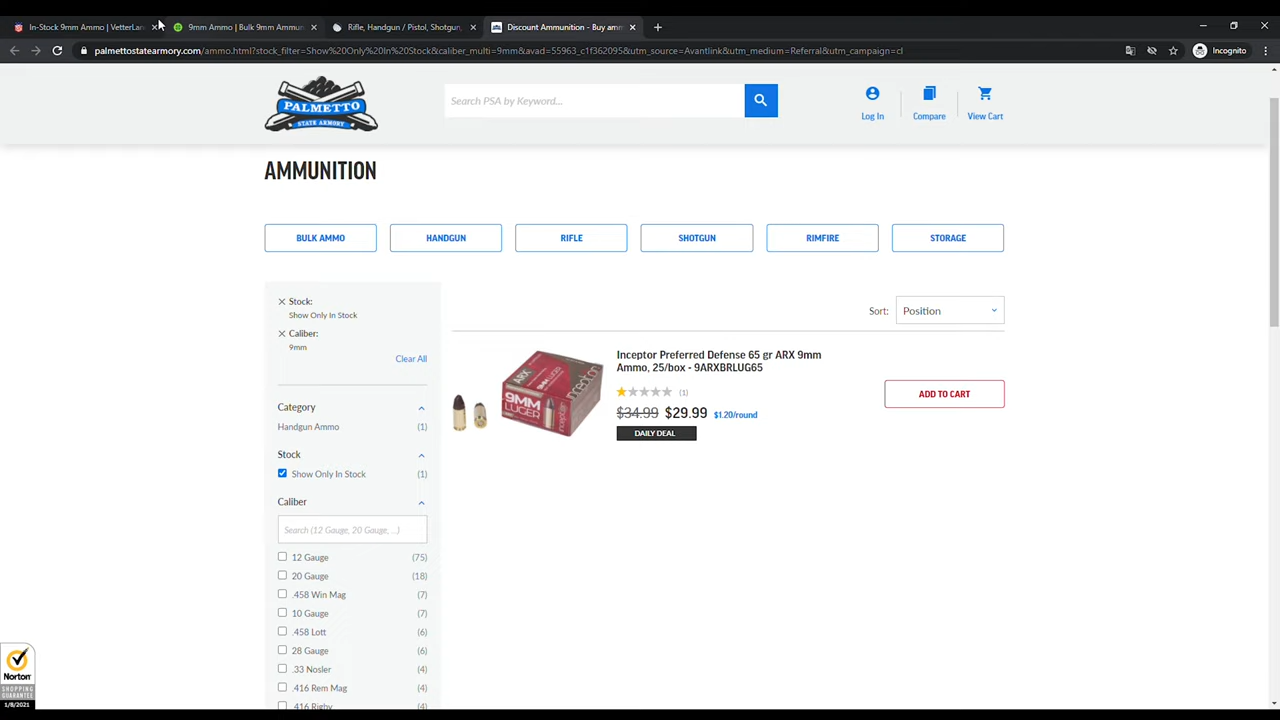 In-Stock 9mm Ammo | VetterLan
9mm Ammo | Bulk 9mm Ammun
Rifle, Handgun / Pistol, Shotgun,
Discount Ammunition - Buy amm
palmettostatearmory.com/ammo.html?stock_filter=Show%20Only%20In%20Stock&caliber_multi=9mm&avad=55963_c1f362095&utm_source=Avantlink&utm_medium=Referral&utm_campaign=cl
Incognito
PALMETTO
STATE ARMORY
Search PSA by Keyword...
Log In
Compare
View Cart
AMMUNITION
BULK AMMO
HANDGUN
RIFLE
SHOTGUN
RIMFIRE
STORAGE
Stock:
Show Only In Stock
Caliber:
9mm
Clear All
Sort:
Position
Inceptor Preferred Defense 65 gr ARX 9mm
Ammo, 25/box - 9ARXBRLUG65
(1)
$34.99 $29.99 $1.20/round
DAILY DEAL
ADD TO CART
ARX
inceptor
9MM
LUGER
Category
Handgun Ammo (1)
Stock
Show Only In Stock (1)
Caliber
Search (12 Gauge, 20 Gauge, ...)
12 Gauge (75)
20 Gauge (18)
.458 Win Mag (7)
10 Gauge (7)
.458 Lott (6)
28 Gauge (6)
.33 Nosler (4)
.416 Rem Mag (4)
.416 Rigby (4)
Norton
SHOPPING
GUARANTEE
1/8/2021